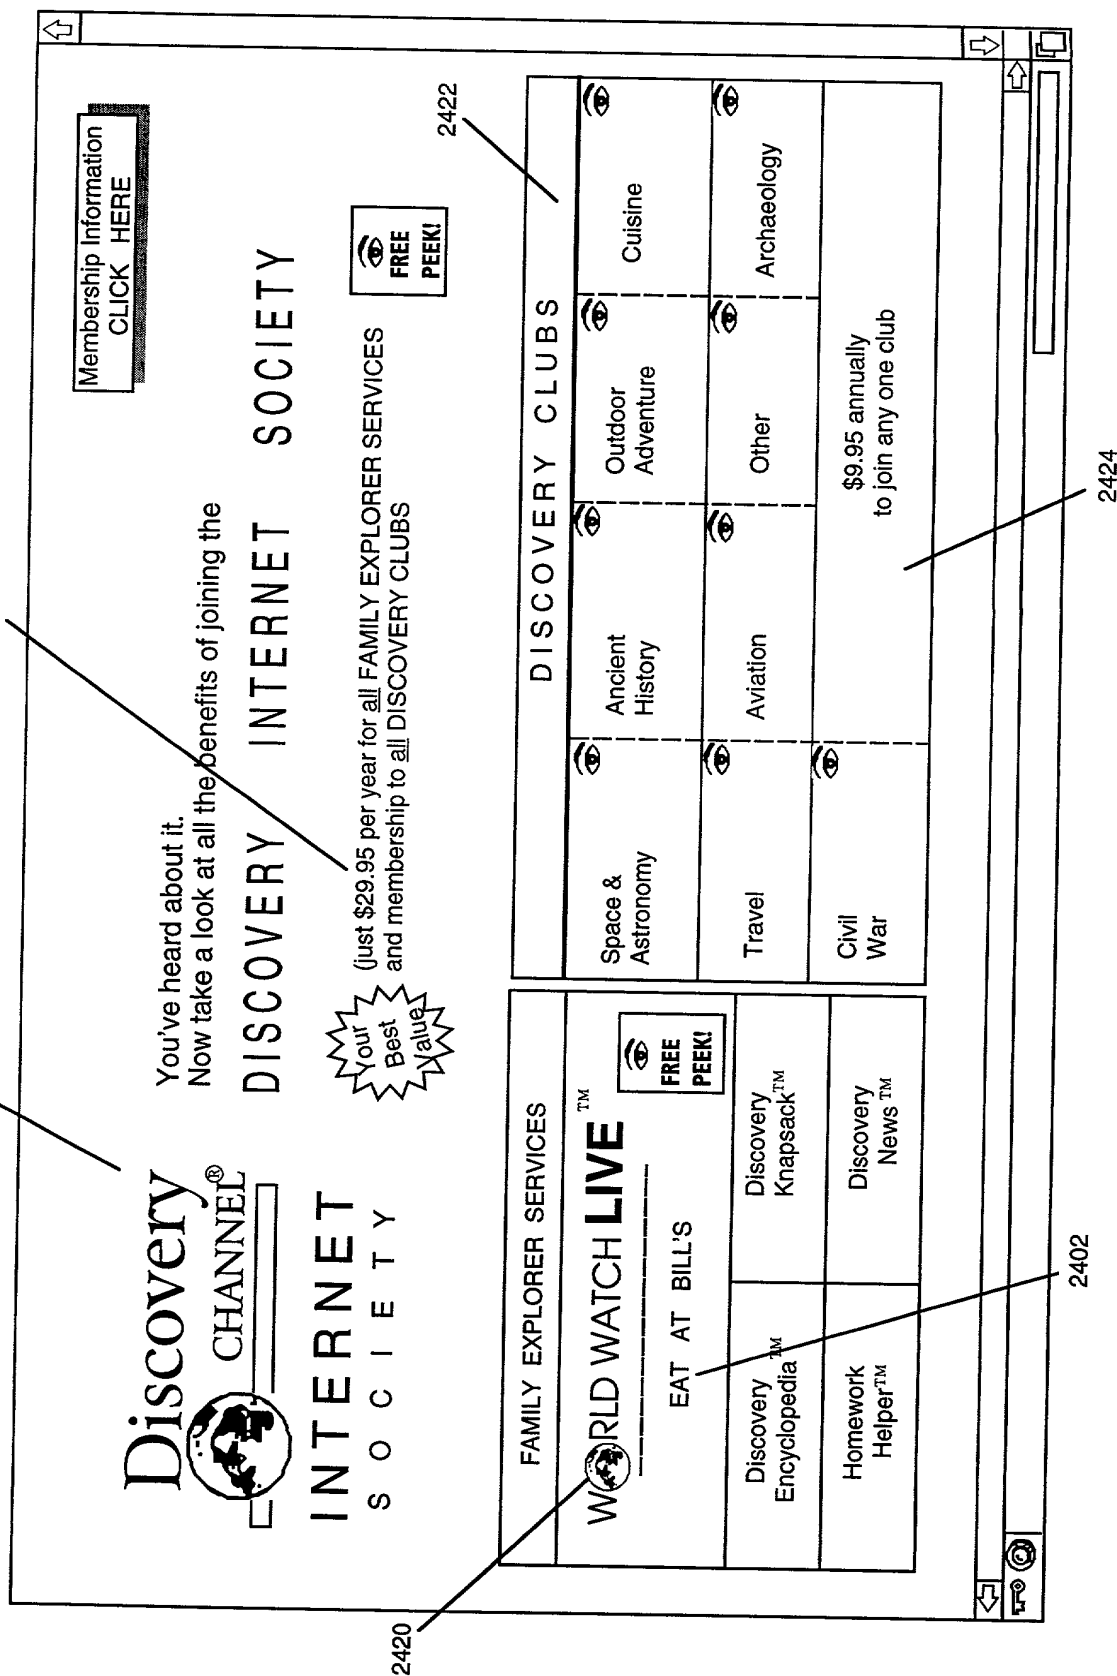 Membership Information
CLICK HERE
Discovery
CHANNEL®
INTERNET
SOCIETY
You've heard about it.
Now take a look at all the benefits of joining the
DISCOVERY INTERNET SOCIETY
Your
Best
Value
(just $29.95 per year for all FAMILY EXPLORER SERVICES
and membership to all DISCOVERY CLUBS
FREE
PEEK!
FAMILY EXPLORER SERVICES
WORLD WATCH LIVE™
EAT AT BILL'S
FREE
PEEK!
Discovery
Encyclopedia™
Discovery
Knapsack™
Homework
Helper™
Discovery
News™
DISCOVERY CLUBS
Space &
Astronomy
Ancient
History
Outdoor
Adventure
Cuisine
Travel
Aviation
Other
Archaeology
Civil
War
$9.95 annually
to join any one club
2420
2402
2422
2424